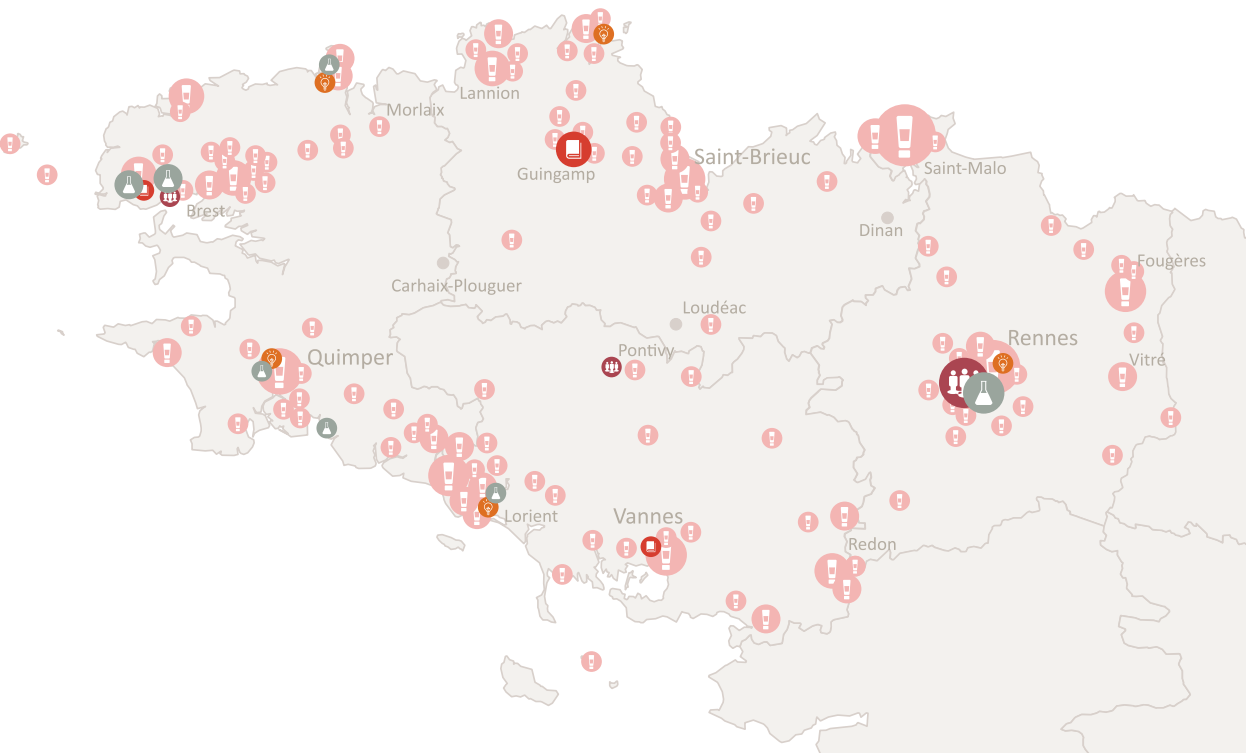 Morlaix
Lannion
Saint-Brieuc
Saint-Malo
Guingamp
Brest
Dinan
Fougères
Carhaix-Plouguer
Loudéac
Rennes
Quimper
Pontivy
Vitré
Lorient
Vannes
Redon